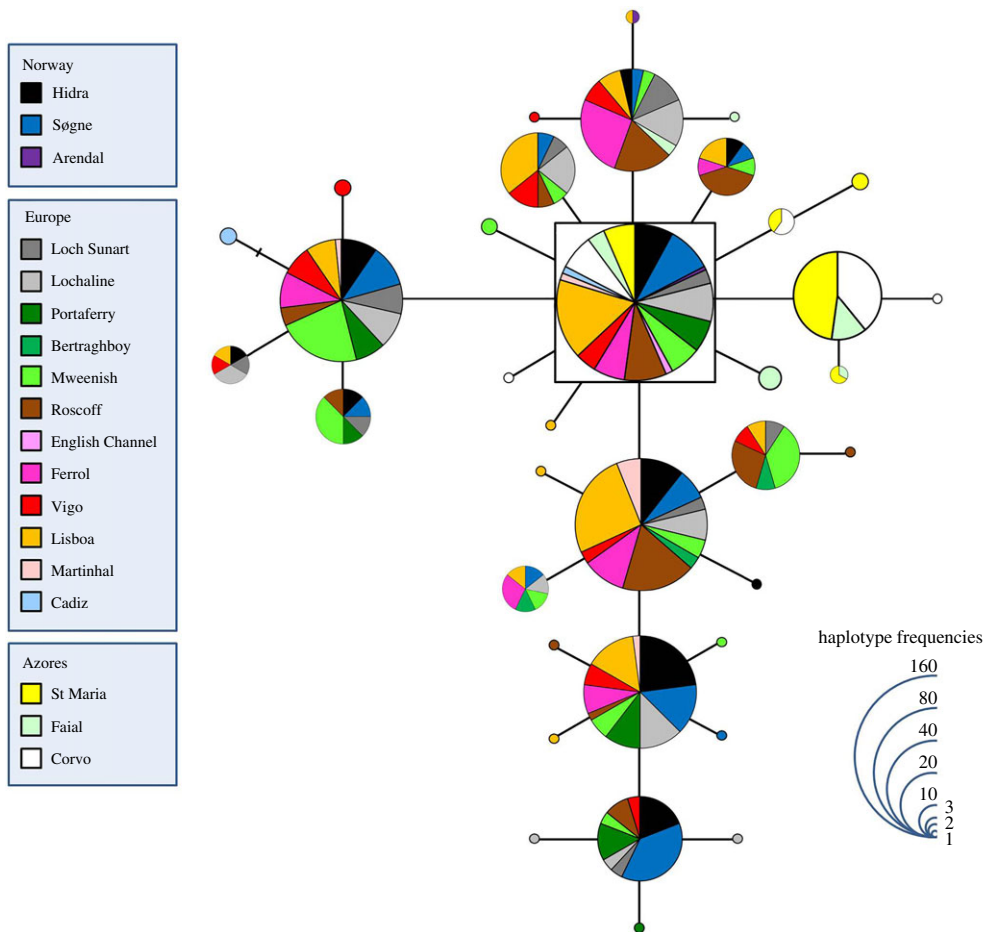 Norway
Hidra
Søgne
Arendal
Europe
Loch Sunart
Lochaline
Portaferry
Bertraghboy
Mweenish
Roscoff
English Channel
Ferrol
Vigo
Lisboa
Martinhal
Cadiz
Azores
St Maria
Faial
Corvo
haplotype frequencies
160
80
40
20
10
3
2
1